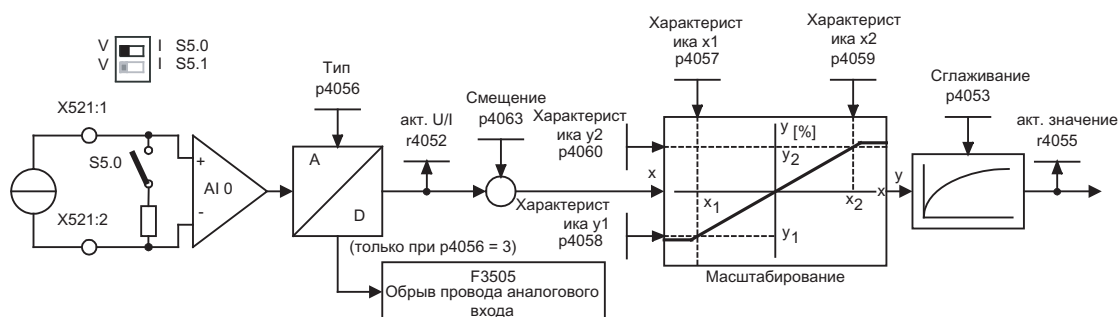 V I S5.0
V I S5.1
X521:1
S5.0
X521:2
+
AI 0
-
Тип
p4056
A
D
(только при p4056 = 3)
F3505
Обрыв провода аналогового
входа
акт. U/I
r4052
Смещение
p4063
Характерист
ика y2
p4060
x
Характерист
ика y1
p4058
Характерист
ика x1
p4057
Характерист
ика x2
p4059
y [%]
y2
x1
x2
x
y1
Масштабирование
y
Сглаживание
p4053
акт. значение
r4055